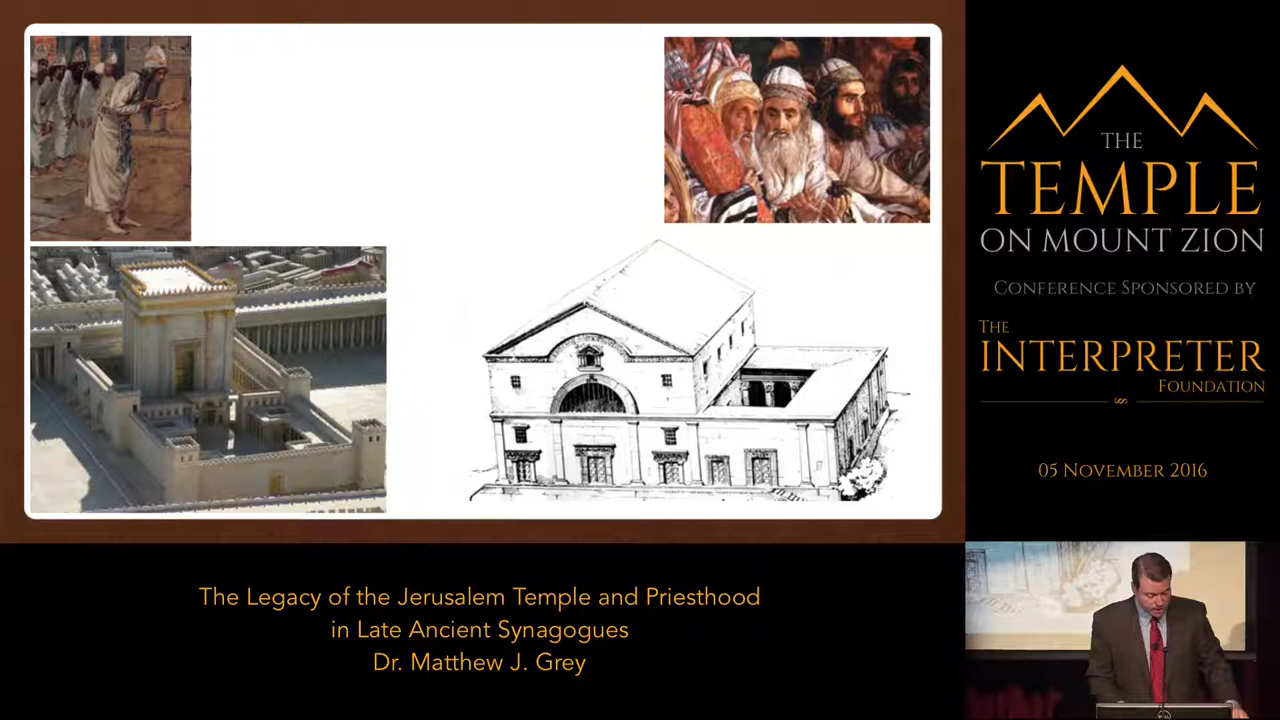 THE
TEMPLE
ON MOUNT ZION
CONFERENCE SPONSORED BY
THE
INTERPRETER
FOUNDATION
05 NOVEMBER 2016
The Legacy of the Jerusalem Temple and Priesthood
in Late Ancient Synagogues
Dr. Matthew J. Grey